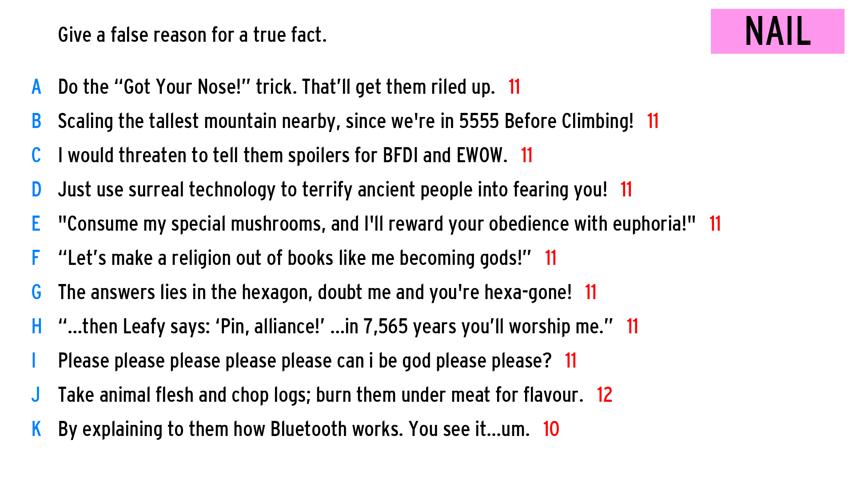 Give a false reason for a true fact.
NAIL
A Do the “Got Your Nose!” trick. That’ll get them riled up. 11
B Scaling the tallest mountain nearby, since we're in 5555 Before Climbing! 11
C I would threaten to tell them spoilers for BFDI and EWOW. 11
D Just use surreal technology to terrify ancient people into fearing you! 11
E "Consume my special mushrooms, and I'll reward your obedience with euphoria!" 11
F “Let’s make a religion out of books like me becoming gods!” 11
G The answers lies in the hexagon, doubt me and you're hexa-gone! 11
H “...then Leafy says: ‘Pin, alliance!’ ...in 7,565 years you’ll worship me.” 11
I Please please please please please can i be god please please? 11
J Take animal flesh and chop logs; burn them under meat for flavour. 12
K By explaining to them how Bluetooth works. You see it...um. 10